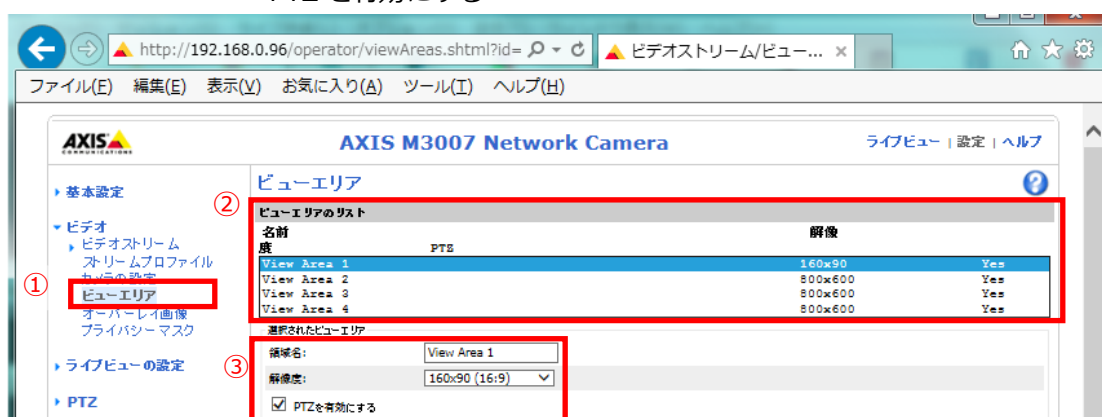 PTZ を有効にする
http://192.168.0.96/operator/viewAreas.shtml?id=
ビデオストリーム/ビュー...
ファイル(F) 編集(E) 表示(V) お気に入り(A) ツール(T) ヘルプ(H)
AXIS
COMMUNICATIONS
AXIS M3007 Network Camera
ライブビュー | 設定 | ヘルプ
基本設定
ビデオ
ビデオストリーム
ストリームプロファイル
カメラの設定
① ビューエリア
オーバーレイ画像
プライバシーマスク
ライブビューの設定
PTZ
ビューエリア
②
ビューエリアのリスト
名前 解像
度 PTZ
View Area 1 160x90 Yes
View Area 2 800x600 Yes
View Area 3 800x600 Yes
View Area 4 800x600 Yes
選択されたビューエリア
③
領域名: View Area 1
解像度: 160x90 (16:9)
PTZを有効にする